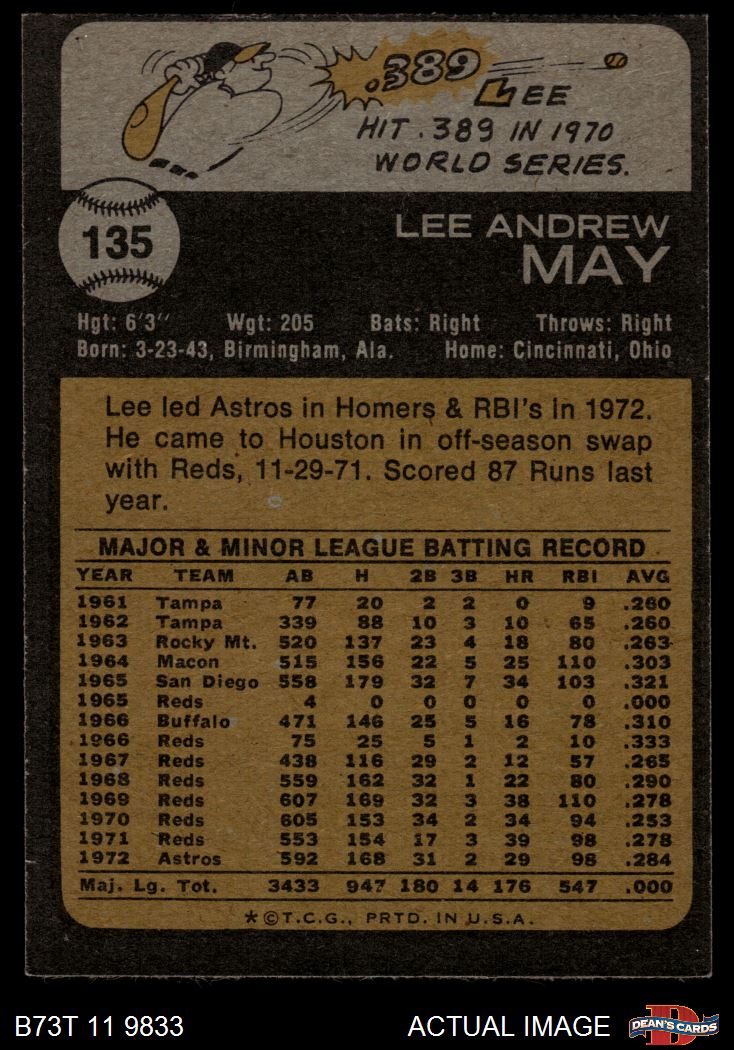 .389
LEE
HIT .389 IN 1970
WORLD SERIES.
135
LEE ANDREW
MAY
Hgt: 6'3" Wgt: 205 Bats: Right Throws: Right
Born: 3-23-43, Birmingham, Ala. Home: Cincinnati, Ohio
Lee led Astros in Homers & RBI's in 1972.
He came to Houston in off-season swap
with Reds, 11-29-71. Scored 87 Runs last
year.
MAJOR & MINOR LEAGUE BATTING RECORD
YEAR TEAM AB H 2B 3B HR RBI AVG
1961 Tampa 77 20 2 2 0 9 .260
1962 Tampa 339 88 10 3 10 65 .260
1963 Rocky Mt. 520 137 23 4 18 80 .263
1964 Macon 515 156 22 5 25 110 .303
1965 San Diego 558 179 32 7 34 103 .321
1965 Reds 4 0 0 0 0 0 .000
1966 Buffalo 471 146 25 5 16 78 .310
1966 Reds 75 25 5 1 2 10 .333
1967 Reds 438 116 29 2 12 57 .265
1968 Reds 559 162 32 1 22 80 .290
1969 Reds 607 169 32 3 38 110 .278
1970 Reds 605 153 34 2 34 94 .253
1971 Reds 553 154 17 3 39 98 .278
1972 Astros 592 168 31 2 29 98 .284
Maj. Lg. Tot. 3433 947 180 14 176 547 .000
*©T.C.G., PRTD. IN U.S.A.
B73T 11 9833 ACTUAL IMAGE D DEAN'S CARDS